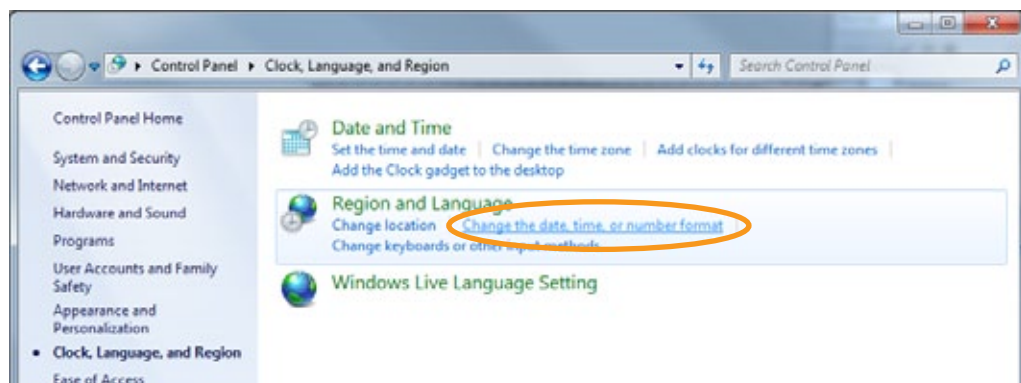 Control Panel ▸ Clock, Language, and Region
Search Control Panel
Control Panel Home
System and Security
Network and Internet
Hardware and Sound
Programs
User Accounts and Family
Safety
Appearance and
Personalization
Clock, Language, and Region
Ease of Access
Date and Time
Set the time and date | Change the time zone | Add clocks for different time zones |
Add the Clock gadget to the desktop
Region and Language
Change location | Change the date, time, or number format |
Change keyboards or other input methods
Windows Live Language Setting